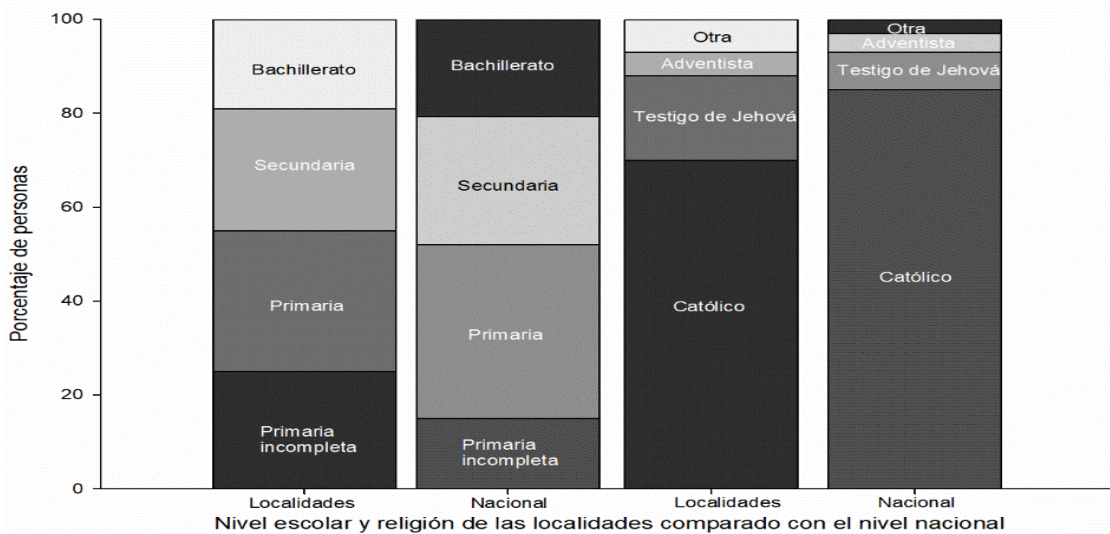 Porcentaje de personas
100
80
60
40
20
0
Bachillerato
Secundaria
Primaria
Primaria
incompleta
Bachillerato
Secundaria
Primaria
Primaria
incompleta
Otra
Adventista
Testigo de Jehová
Católico
Otra
Adventista
Testigo de Jehová
Católico
Localidades
Nacional
Localidades
Nacional
Nivel escolar y religión de las localidades comparado con el nivel nacional